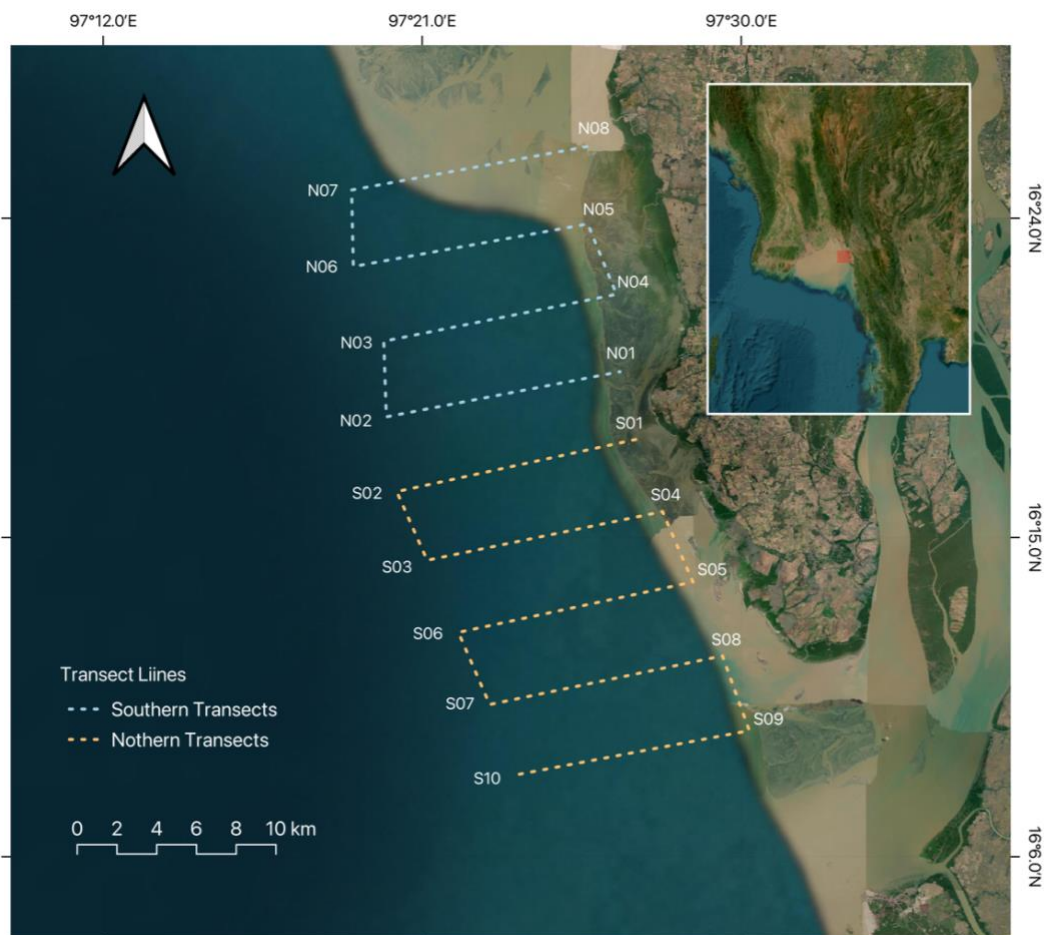 97°12.0'E 97°21.0'E 97°30.0'E
N08
N07
N05
16°24.0'N
N06
N04
N03
N01
N02
S01
S02
S04
16°15.0'N
S03
S05
S06
S08
Transect Liines
Southern Transects
S07
S09
Nothern Transects
S10
0 2 4 6 8 10 km
16°6.0'N